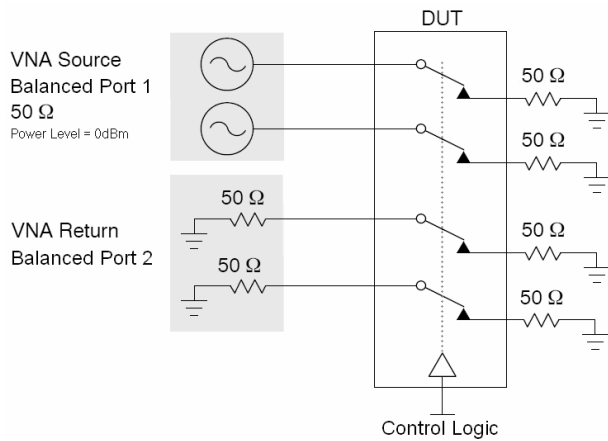 DUT
VNA Source
Balanced Port 1
50 Ω
Power Level = 0dBm
50 Ω
50 Ω
VNA Return
Balanced Port 2
50 Ω
50 Ω
50 Ω
50 Ω
Control Logic